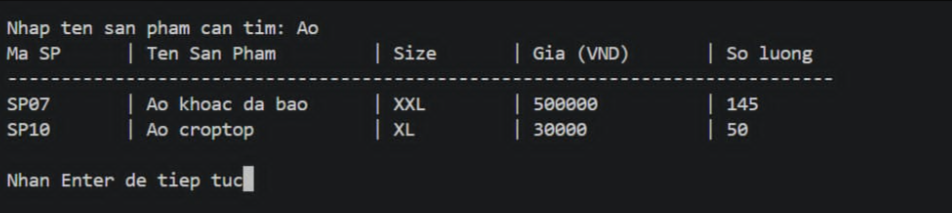 Nhap ten san pham can tim: Ao
Ma SP | Ten San Pham | Size | Gia (VND) | So luong
-----------------------------------------------------------------------------
SP07 | Ao khoac da bao | XXL | 500000 | 145
SP10 | Ao croptop | XL | 30000 | 50
Nhan Enter de tiep tuc